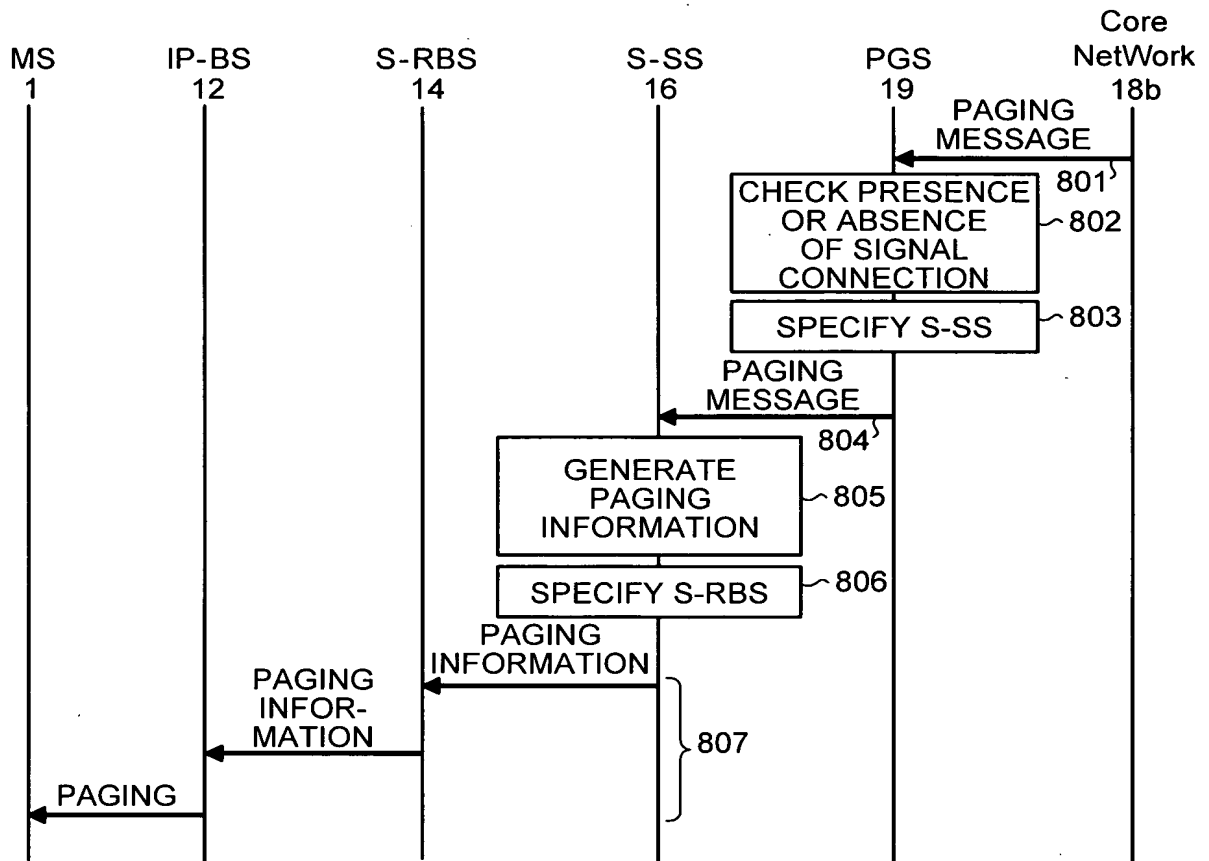 MS
1
IP-BS
12
S-RBS
14
S-SS
16
PGS
19
Core
NetWork
18b
PAGING
MESSAGE
801
CHECK PRESENCE
OR ABSENCE
OF SIGNAL
CONNECTION
802
SPECIFY S-SS
803
PAGING
MESSAGE
804
GENERATE
PAGING
INFORMATION
805
SPECIFY S-RBS
806
PAGING
INFORMATION
PAGING
INFOR-
MATION
807
PAGING